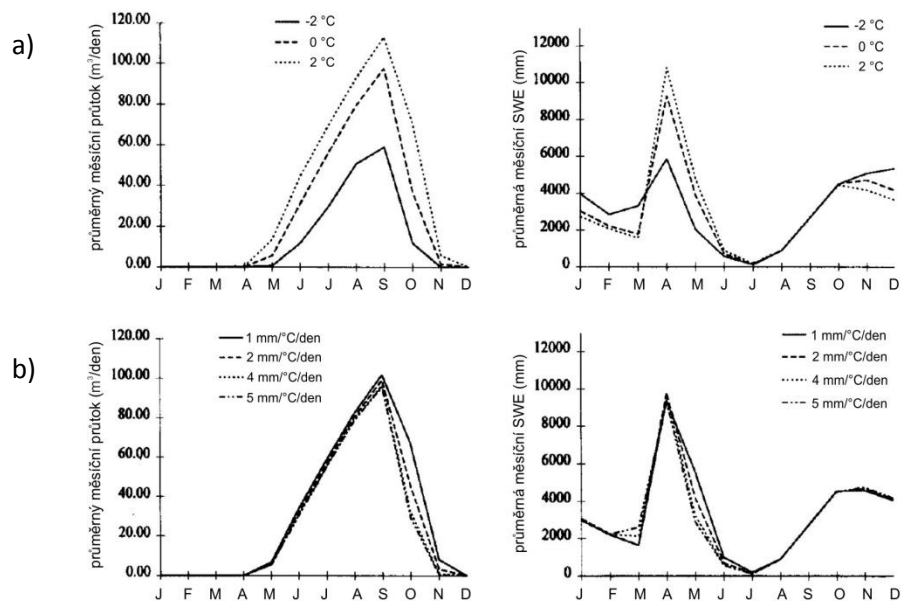 a)
průměrný měsíční průtok (m³/den)
120.00
100.00
80.00
60.00
40.00
20.00
0.00
-2 °C
0 °C
2 °C
J F M A M J J A S O N D
průměrná měsíční SWE (mm)
12000
10000
8000
6000
4000
2000
0
-2 °C
0 °C
2 °C
J F M A M J J A S O N D
b)
průměrný měsíční průtok (m³/den)
120.00
100.00
80.00
60.00
40.00
20.00
0.00
1 mm/°C/den
2 mm/°C/den
4 mm/°C/den
5 mm/°C/den
J F M A M J J A S O N D
průměrná měsíční SWE (mm)
12000
10000
8000
6000
4000
2000
0
1 mm/°C/den
2 mm/°C/den
4 mm/°C/den
5 mm/°C/den
J F M A M J J A S O N D